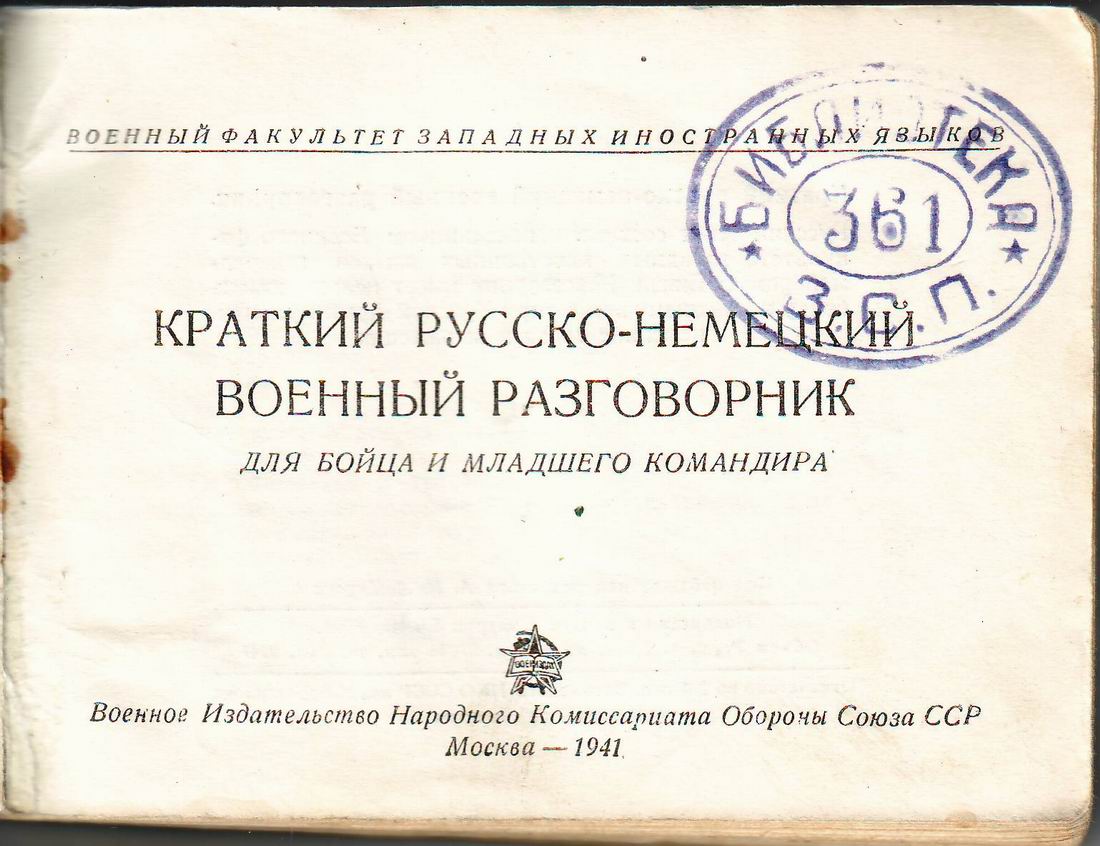 ВОЕННЫЙ ФАКУЛЬТЕТ ЗАПАДНЫХ ИНОСТРАННЫХ ЯЗЫКОВ
БИБЛИОТЕКА
361
З.С.П.
КРАТКИЙ РУССКО-НЕМЕЦКИЙ
ВОЕННЫЙ РАЗГОВОРНИК
ДЛЯ БОЙЦА И МЛАДШЕГО КОМАНДИРА
ВОЕНИЗДАТ
Военное Издательство Народного Комиссариата Обороны Союза ССР
Москва — 1941